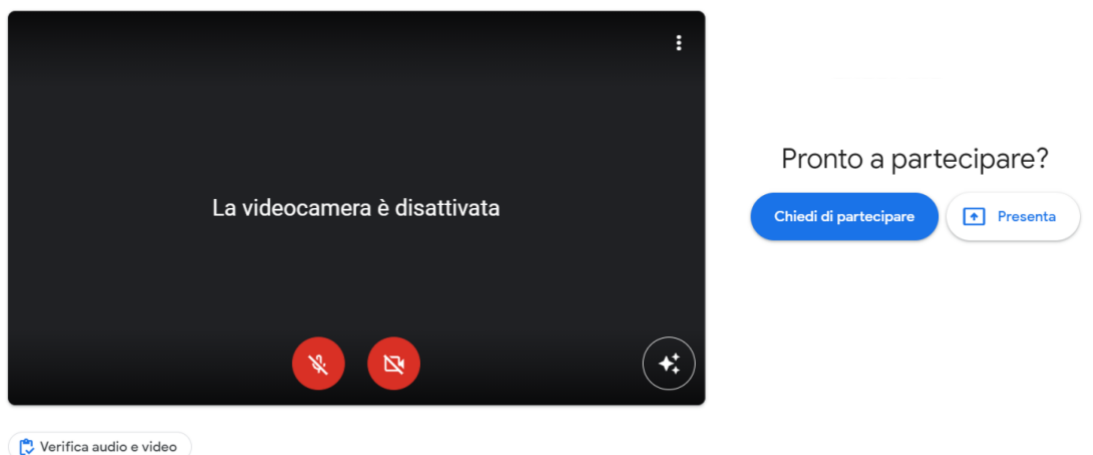 La videocamera è disattivata
Pronto a partecipare?
Chiedi di partecipare
Presenta
Verifica audio e video